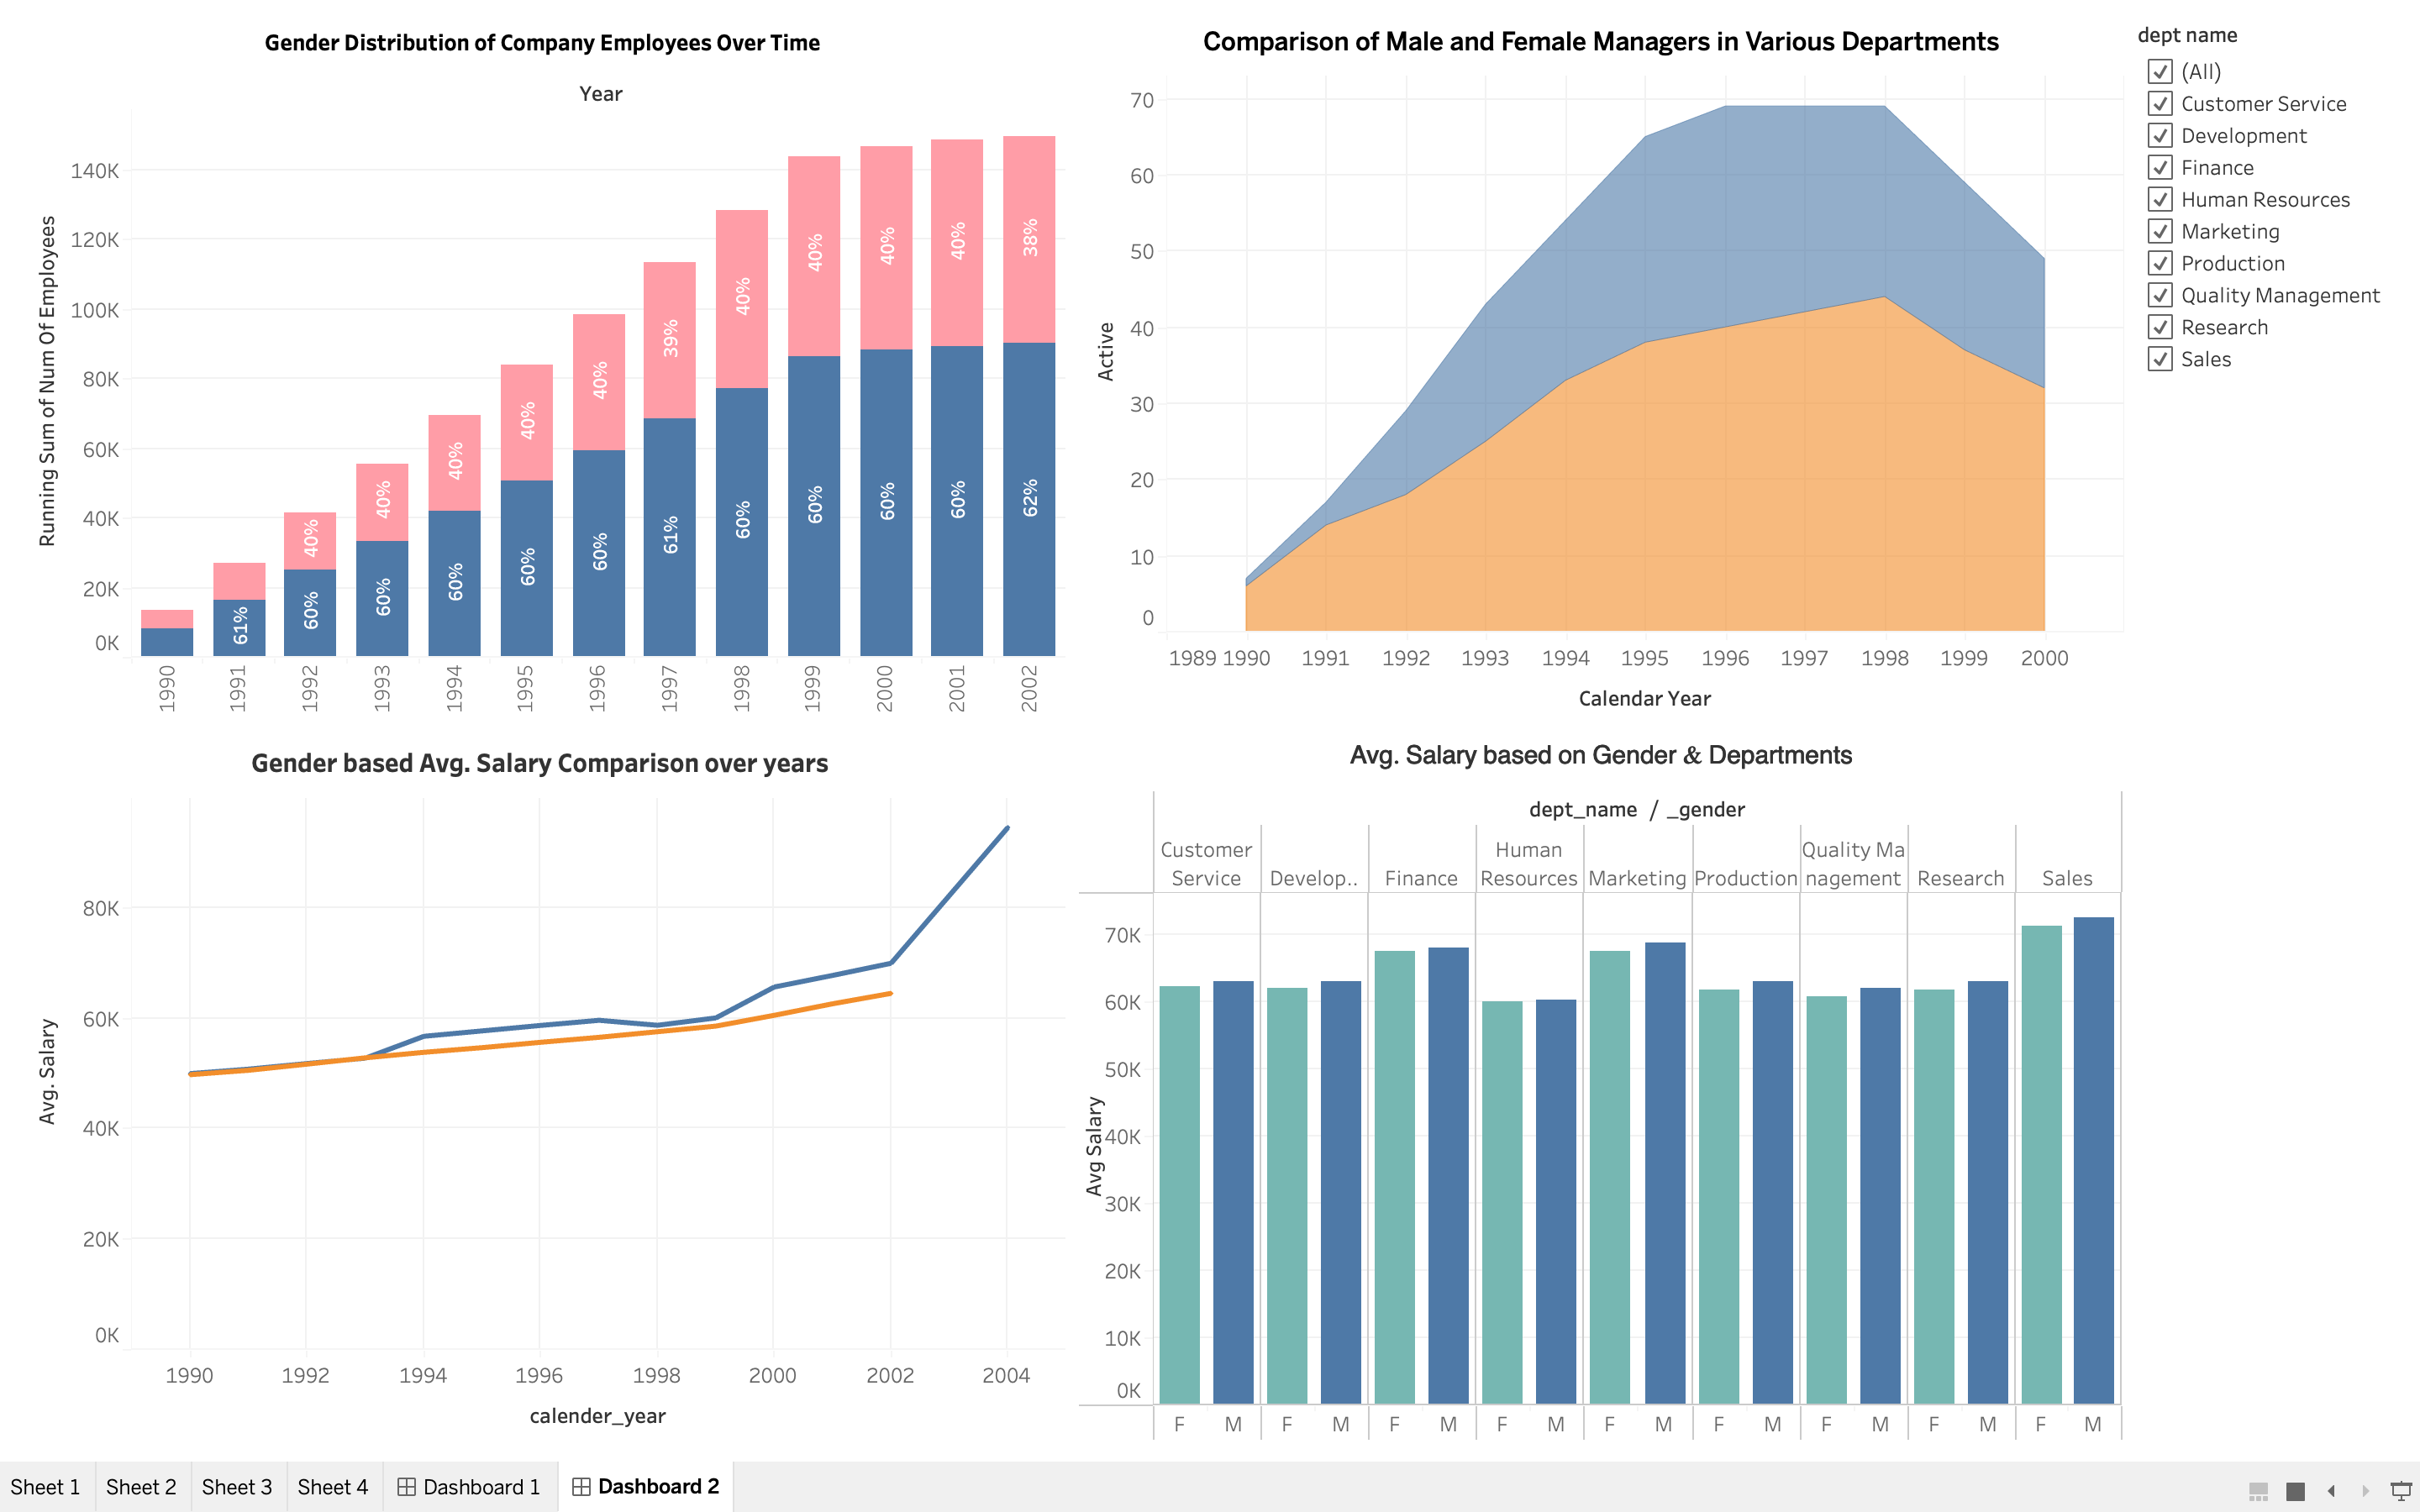 Gender Distribution of Company Employees Over Time
Year
Running Sum of Num Of Employees
140K
120K
100K
80K
60K
40K
20K
0K
61%
60%
60%
60%
60%
60%
61%
60%
60%
60%
60%
62%
40%
40%
40%
40%
40%
39%
40%
40%
40%
40%
38%
1990
1991
1992
1993
1994
1995
1996
1997
1998
1999
2000
2001
2002
Comparison of Male and Female Managers in Various Departments
Active
70
60
50
40
30
20
10
0
1989 1990 1991 1992 1993 1994 1995 1996 1997 1998 1999 2000
Calendar Year
dept name
(All)
Customer Service
Development
Finance
Human Resources
Marketing
Production
Quality Management
Research
Sales
Gender based Avg. Salary Comparison over years
Avg. Salary
80K
60K
40K
20K
0K
1990 1992 1994 1996 1998 2000 2002 2004
calender_year
Avg. Salary based on Gender & Departments
dept_name / _gender
Customer
Service
Develop..
Finance
Human
Resources
Marketing
Production
Quality Ma
nagement
Research
Sales
Avg Salary
70K
60K
50K
40K
30K
20K
10K
0K
F M F M F M F M F M F M F M F M F M
Sheet 1 Sheet 2 Sheet 3 Sheet 4 Dashboard 1 Dashboard 2